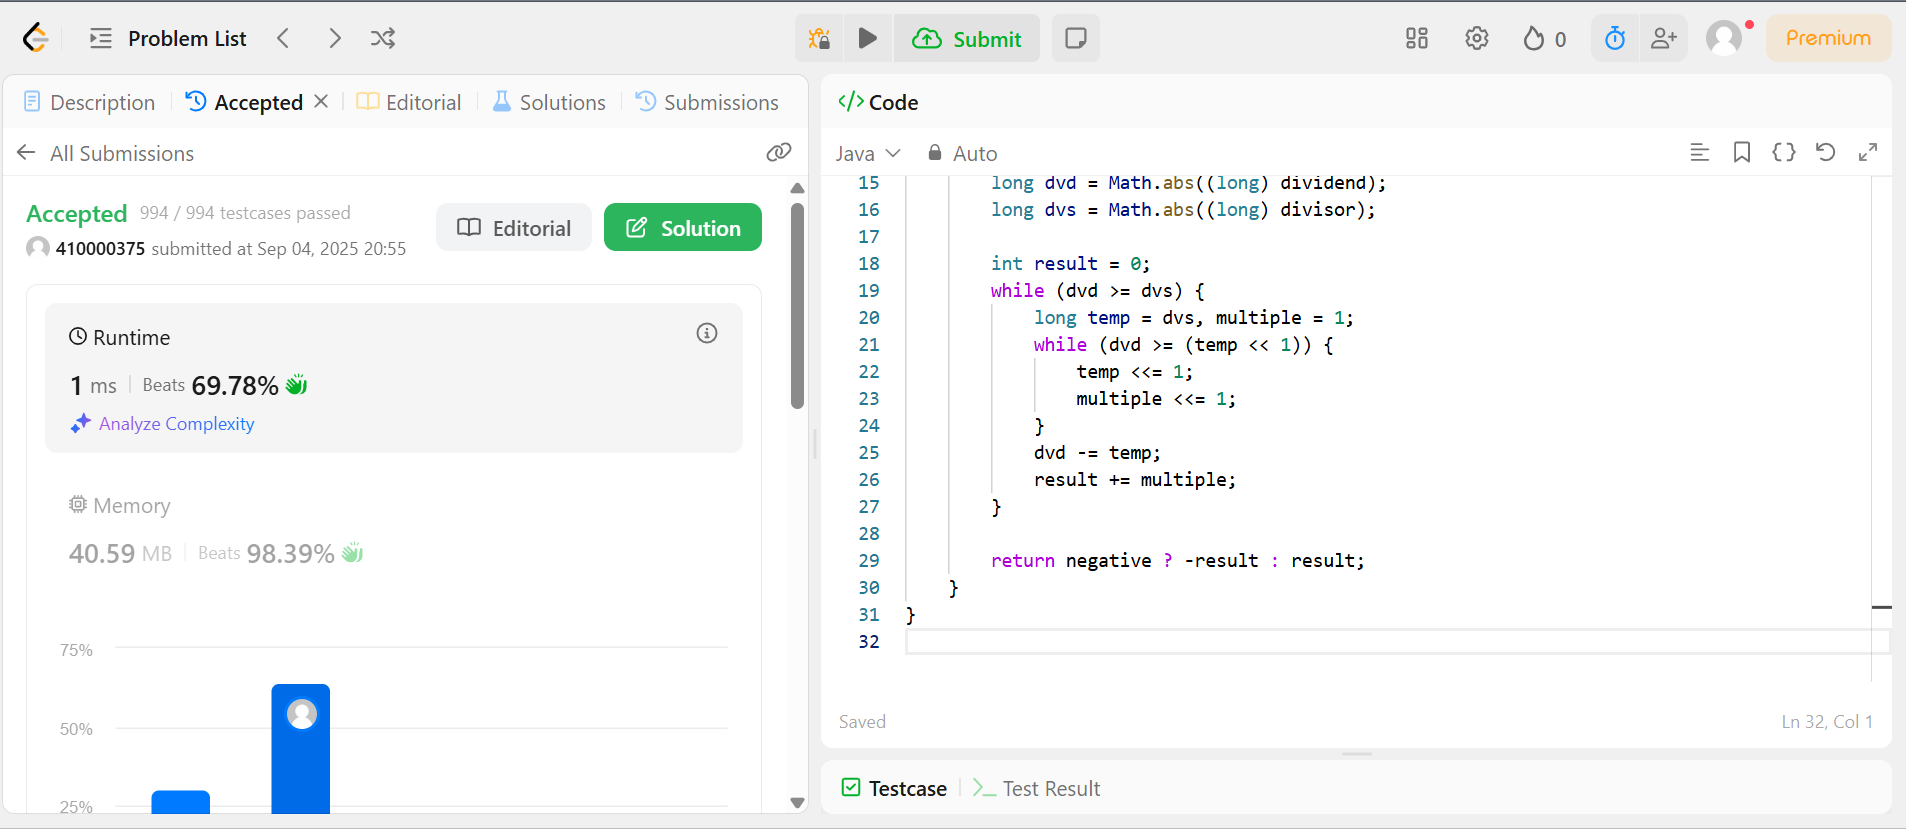 Problem List
Submit
0
Premium
Description
Accepted
Editorial
Solutions
Submissions
All Submissions
Accepted 994 / 994 testcases passed
410000375 submitted at Sep 04, 2025 20:55
Editorial
Solution
Runtime
1 ms Beats 69.78%
Analyze Complexity
Memory
40.59 MB Beats 98.39%
75%
50%
25%
</> Code
Java
Auto
15 long dvd = Math.abs((long) dividend);
16 long dvs = Math.abs((long) divisor);
17
18 int result = 0;
19 while (dvd >= dvs) {
20 long temp = dvs, multiple = 1;
21 while (dvd >= (temp << 1)) {
22 temp <<= 1;
23 multiple <<= 1;
24 }
25 dvd -= temp;
26 result += multiple;
27 }
28
29 return negative ? -result : result;
30 }
31 }
32
Saved
Ln 32, Col 1
Testcase
Test Result